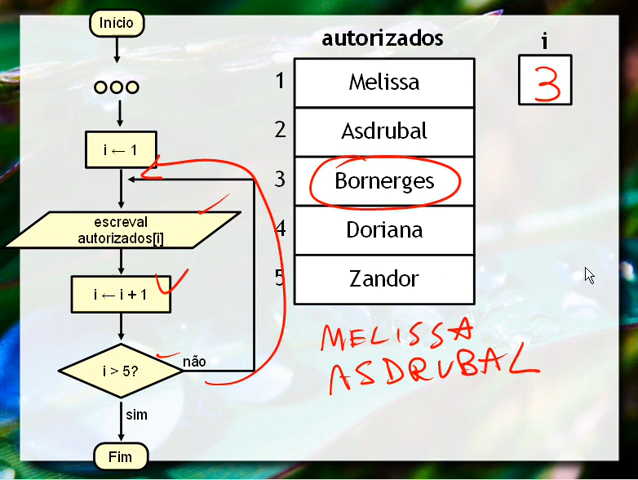 Início
i ← 1
escreval
autorizados[i]
i ← i + 1
i > 5?
não
sim
Fim
autorizados
1 Melissa
2 Asdrubal
3 Bornerges
4 Doriana
5 Zandor
i
3
MELISSA
ASDRUBAL